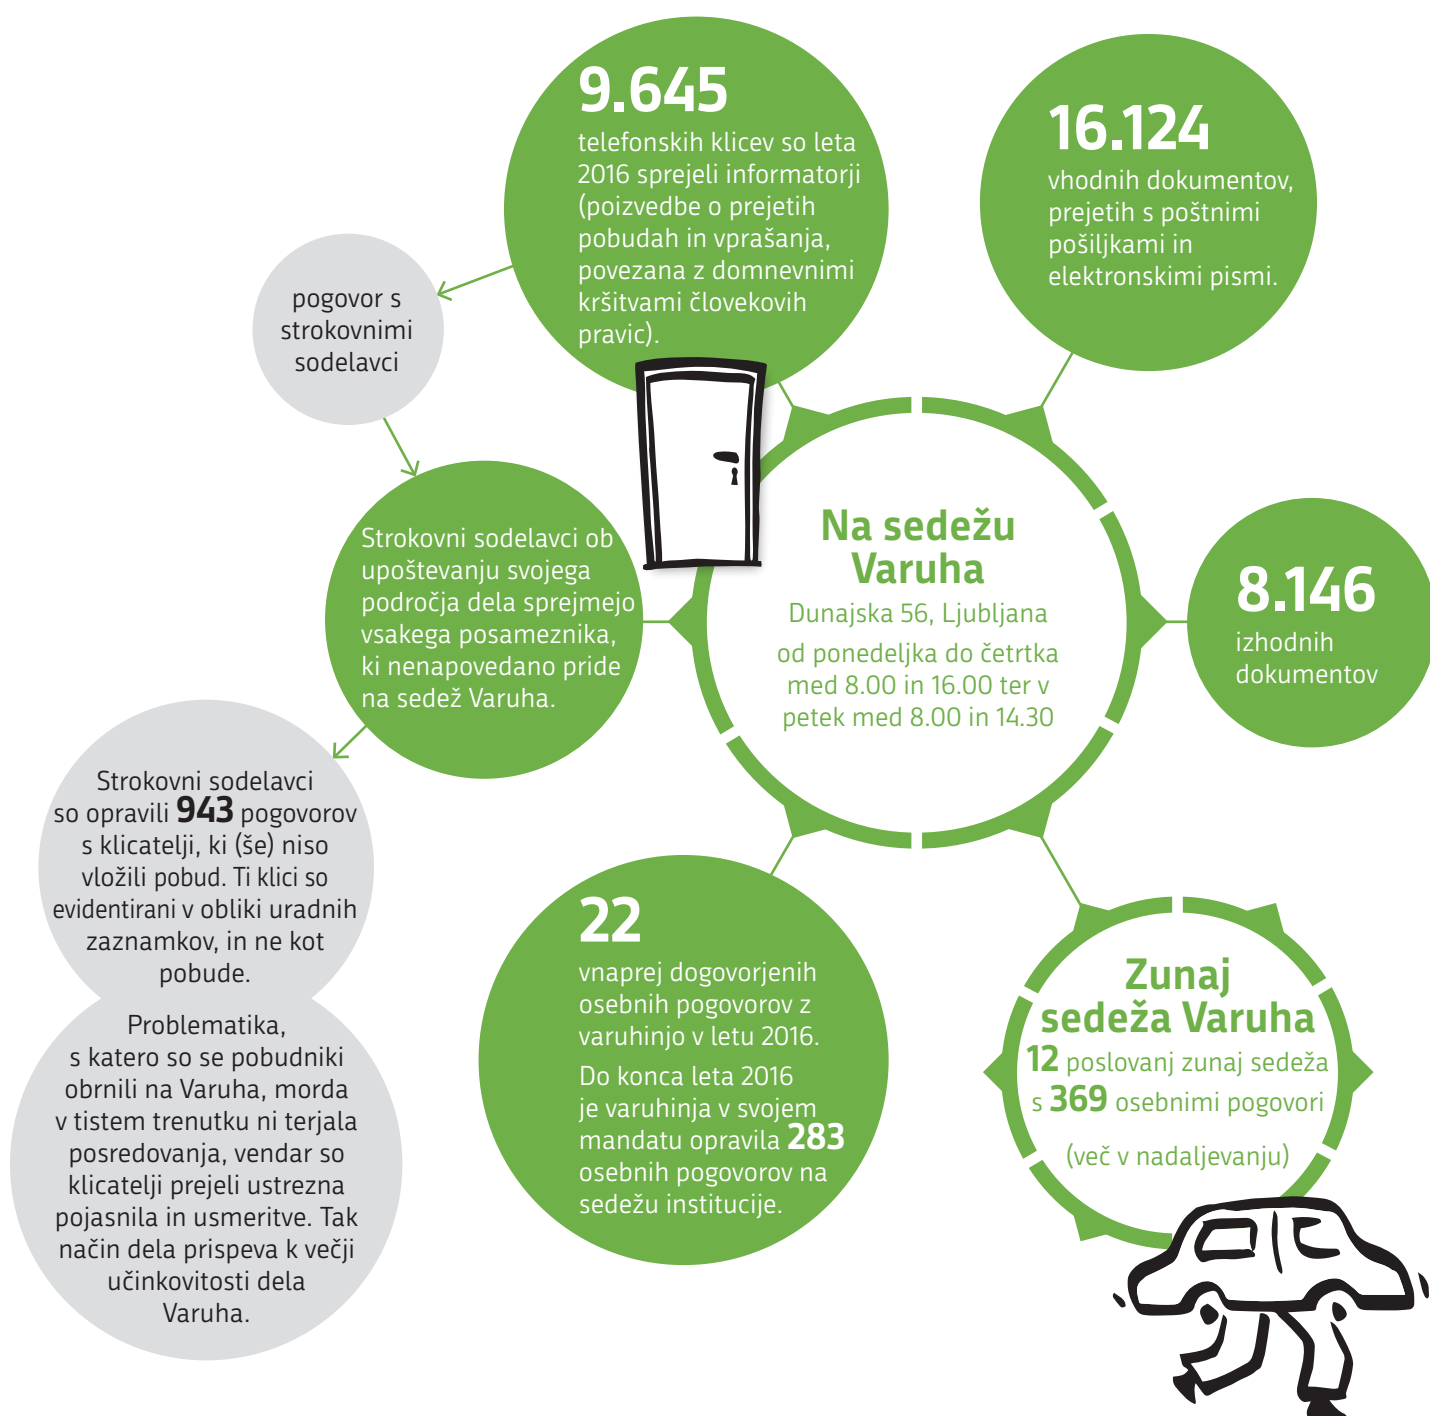 9.645
telefonskih klicev so leta
2016 sprejeli informatorji
(poizvedbe o prejetih
pobudah in vprašanja,
povezana z domnevnimi
kršitvami človekovih
pravic).
16.124
vhodnih dokumentov,
prejetih s poštnimi
pošiljkami in
elektronskimi pismi.
pogovor s
strokovnimi
sodelavci
Strokovni sodelavci ob
upoštevanju svojega
področja dela sprejmejo
vsakega posameznika,
ki nenapovedano pride
na sedež Varuha.
Na sedežu
Varuha
Dunajska 56, Ljubljana
od ponedeljka do četrtka
med 8.00 in 16.00 ter v
petek med 8.00 in 14.30
8.146
izhodnih
dokumentov
Strokovni sodelavci
so opravili 943 pogovorov
s klicatelji, ki (še) niso
vložili pobud. Ti klici so
evidentirani v obliki uradnih
zaznamkov, in ne kot
pobude.
Problematika,
s katero so se pobudniki
obrnili na Varuha, morda
v tistem trenutku ni terjala
posredovanja, vendar so
klicatelji prejeli ustrezna
pojasnila in usmeritve. Tak
način dela prispeva k večji
učinkovitosti dela
Varuha.
22
vnaprej dogovorjenih
osebnih pogovorov z
varuhinjo v letu 2016.
Do konca leta 2016
je varuhinja v svojem
mandatu opravila 283
osebnih pogovorov na
sedežu institucije.
Zunaj
sedeža Varuha
12 poslovanj zunaj sedeža
s 369 osebnimi pogovori
(več v nadaljevanju)